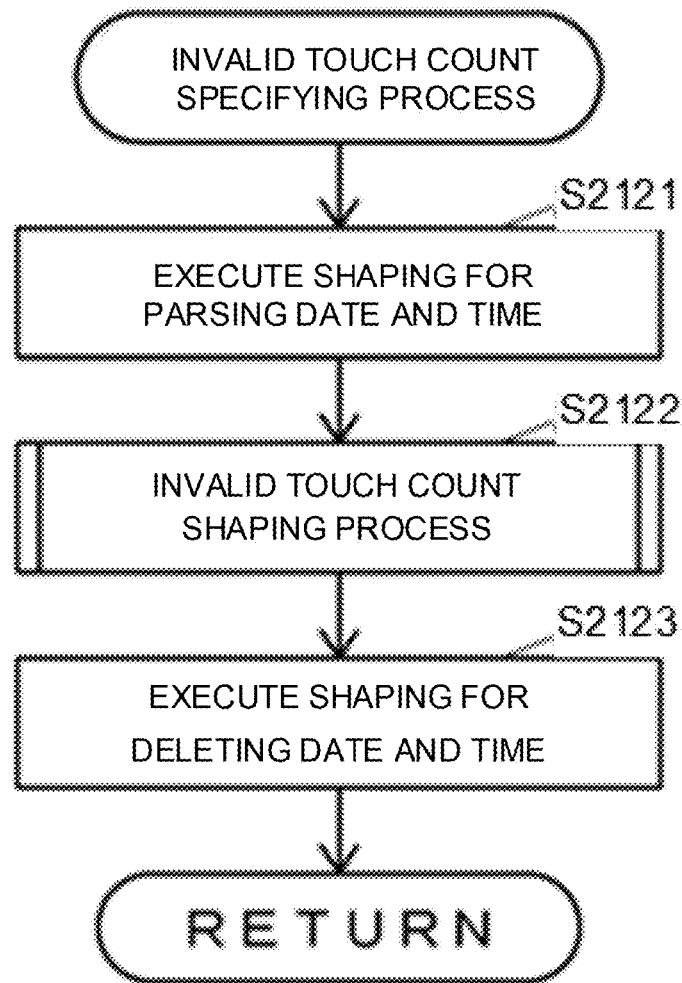 INVALID TOUCH COUNT
SPECIFYING PROCESS
S2121
EXECUTE SHAPING FOR
PARSING DATE AND TIME
S2122
INVALID TOUCH COUNT
SHAPING PROCESS
S2123
EXECUTE SHAPING FOR
DELETING DATE AND TIME
RETURN